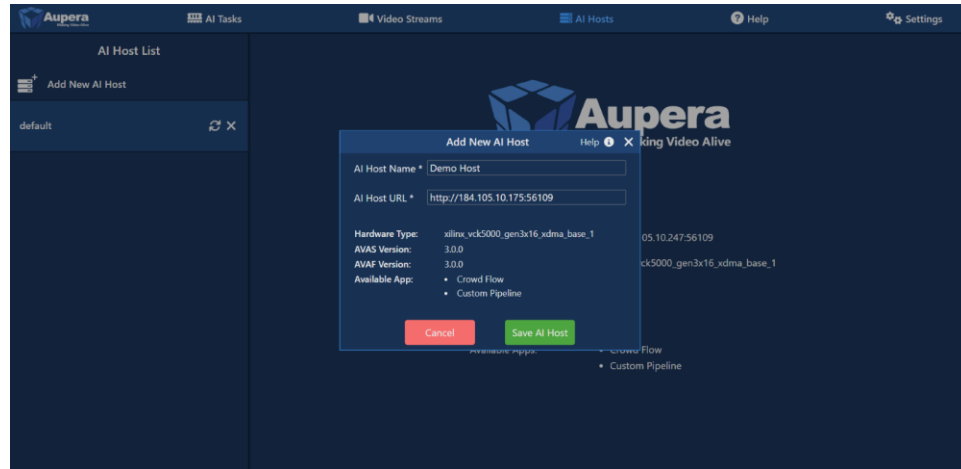 Aupera
Making Video Alive
AI Tasks
Video Streams
AI Hosts
Help
Settings
AI Host List
Add New AI Host
default
Aupera
king Video Alive
Add New AI Host
Help
AI Host Name * Demo Host
AI Host URL * http://184.105.10.175:56109
Hardware Type: xilinx_vck5000_gen3x16_xdma_base_1
AVAS Version: 3.0.0
AVAF Version: 3.0.0
Available App: • Crowd Flow
• Custom Pipeline
Cancel
Save AI Host
05.10.247:56109
ck5000_gen3x16_xdma_base_1
Available Apps: • Crowd Flow
• Custom Pipeline